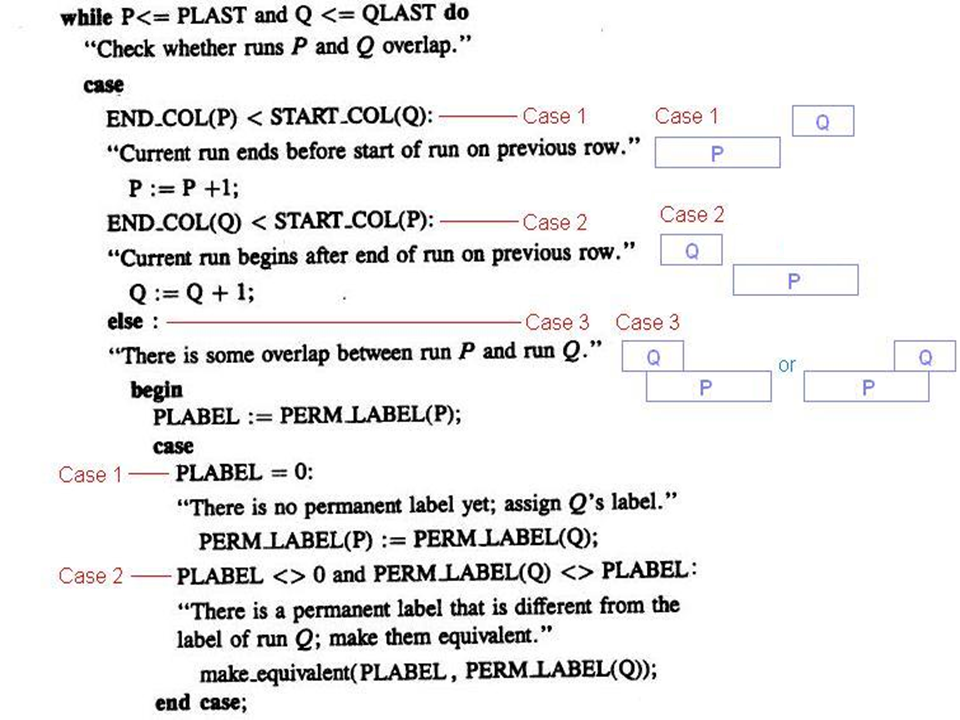 while P<= PLAST and Q <= QLAST do
“Check whether runs P and Q overlap.”
case
END_COL(P) < START_COL(Q): Case 1 Case 1 Q
“Current run ends before start of run on previous row.” P
P := P +1;
END_COL(Q) < START_COL(P): Case 2 Case 2
“Current run begins after end of run on previous row.” Q
Q := Q + 1; P
else : Case 3 Case 3
“There is some overlap between run P and run Q.” Q or Q
begin P P
PLABEL := PERM_LABEL(P);
case
Case 1 PLABEL = 0:
“There is no permanent label yet; assign Q’s label.”
PERM_LABEL(P) := PERM_LABEL(Q);
Case 2 PLABEL <> 0 and PERM_LABEL(Q) <> PLABEL:
“There is a permanent label that is different from the
label of run Q; make them equivalent.”
make_equivalent(PLABEL, PERM_LABEL(Q));
end case;